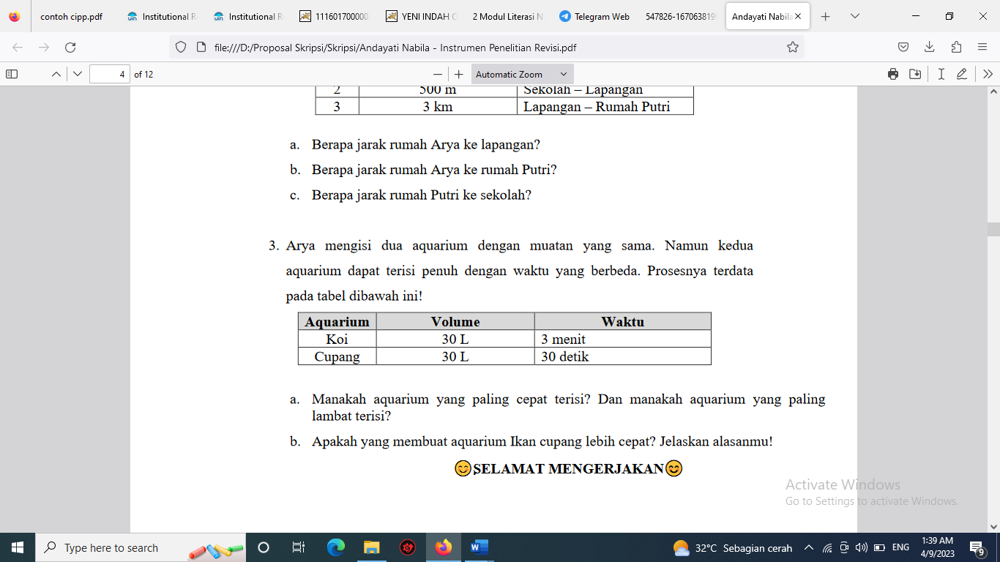 contocipp.pdf Institutional R Institutional R 11160170000 YENI INDAH 2 Modul Literasi N Telegram Web 547826-167063819 Andayati Nabila
file:///D:/Proposal Skripsi/Skripsi/Andayati Nabila - Instrumen Penelitian Revisi.pdf
4 of 12 Automatic Zoom
2 500 m Sekolah – Lapangan
3 3 km Lapangan – Rumah Putri
a. Berapa jarak rumah Arya ke lapangan?
b. Berapa jarak rumah Arya ke rumah Putri?
c. Berapa jarak rumah Putri ke sekolah?
3. Arya mengisi dua aquarium dengan muatan yang sama. Namun kedua
aquarium dapat terisi penuh dengan waktu yang berbeda. Prosesnya terdata
pada tabel dibawah ini!
Aquarium Volume Waktu
Koi 30 L 3 menit
Cupang 30 L 30 detik
a. Manakah aquarium yang paling cepat terisi? Dan manakah aquarium yang paling
lambat terisi?
b. Apakah yang membuat aquarium Ikan cupang lebih cepat? Jelaskan alasanmu!
😊SELAMAT MENGERJAKAN😊
Activate Windows
Go to Settings to activate Windows.
Type here to search 32°C Sebagian cerah ENG 1:39 AM
4/9/2023 9